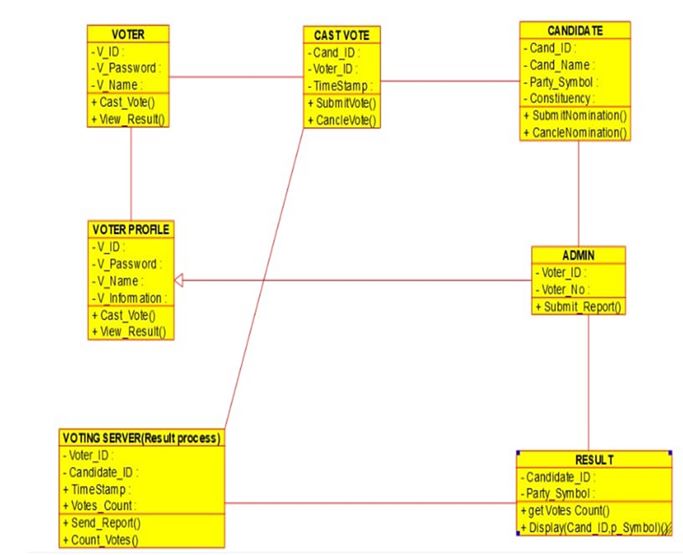 VOTER
- V_ID :
- V_Password :
- V_Name :
+ Cast_Vote()
+ View_Result()
CAST VOTE
- Cand_ID :
- Voter_ID :
- TimeStamp :
+ SubmitVote()
+ CancleVote()
CANDIDATE
- Cand_ID :
- Cand_Name :
- Party_Symbol :
- Constituency :
+ SubmitNomination()
+ CancleNomination()
VOTER PROFILE
- V_ID :
- V_Password :
- V_Name :
- V_Information :
+ Cast_Vote()
+ View_Result()
ADMIN
- Voter_ID :
- Voter_No :
+ Submit_Report()
VOTING SERVER(Result process)
- Voter_ID :
- Candidate_ID :
+ TimeStamp :
+ Votes_Count :
+ Send_Report()
+ Count_Votes()
RESULT
- Candidate_ID :
- Party_Symbol :
+ get Votes Count()
+ Display(Cand_ID,p_Symbol)()